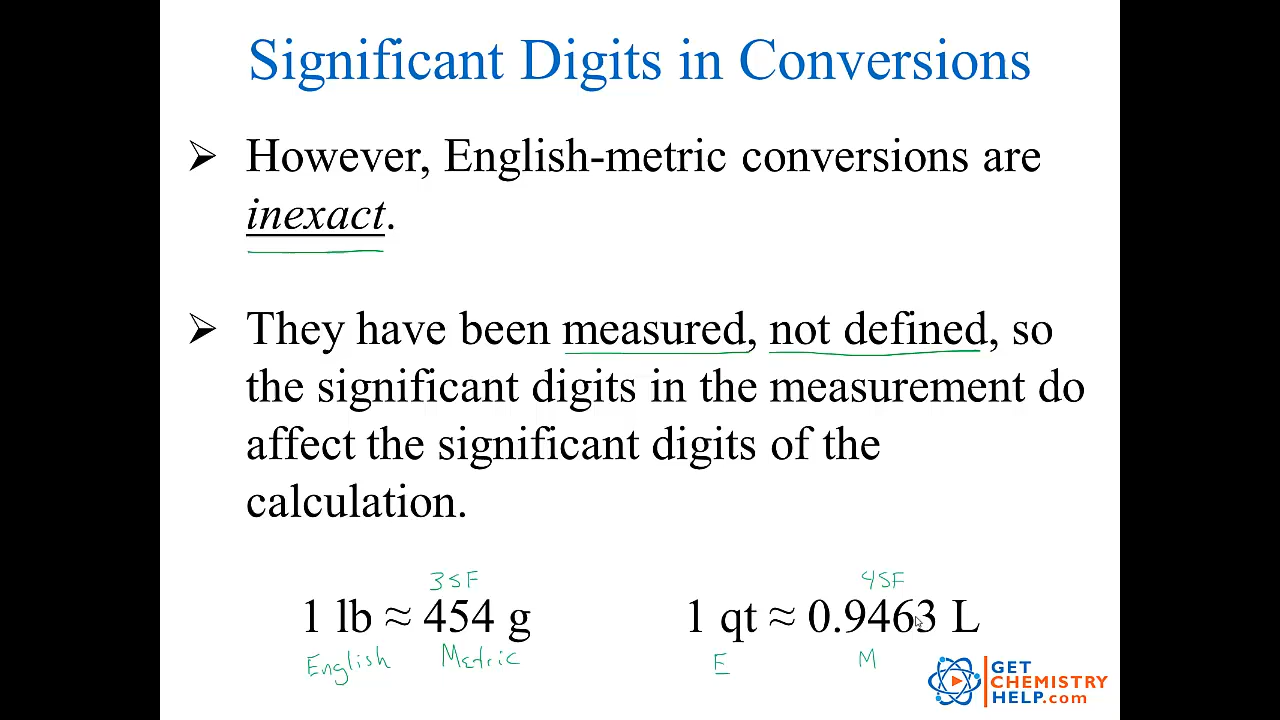 Significant Digits in Conversions
➢ However, English-metric conversions are
inexact.
➢ They have been measured, not defined, so
the significant digits in the measurement do
affect the significant digits of the
calculation.
3SF 4SF
1 lb ≈ 454 g 1 qt ≈ 0.9463 L
English Metric E M
GET
CHEMISTRY
HELP.com